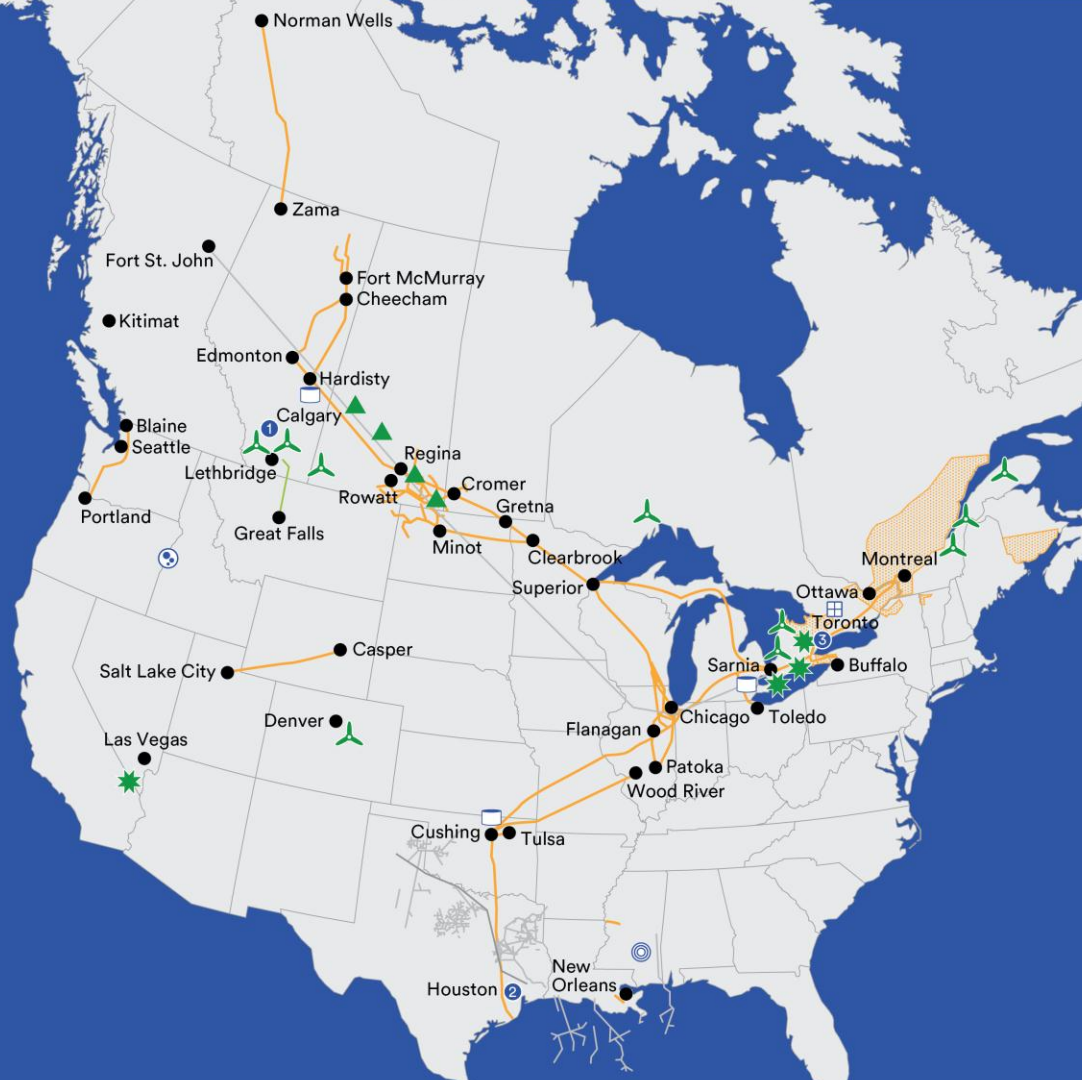 Norman Wells
Zama
Fort St. John
Fort McMurray
Cheecham
Kitimat
Edmonton
Hardisty
Calgary
1
Blaine
Seattle
Lethbridge
Regina
Rowatt
Cromer
Portland
Great Falls
Gretna
Minot
Clearbrook
Montreal
Superior
Ottawa
Toronto
3
Casper
Salt Lake City
Sarnia
Buffalo
Denver
Chicago
Toledo
Flanagan
Las Vegas
Patoka
Wood River
Cushing
Tulsa
New
Orleans
Houston
2